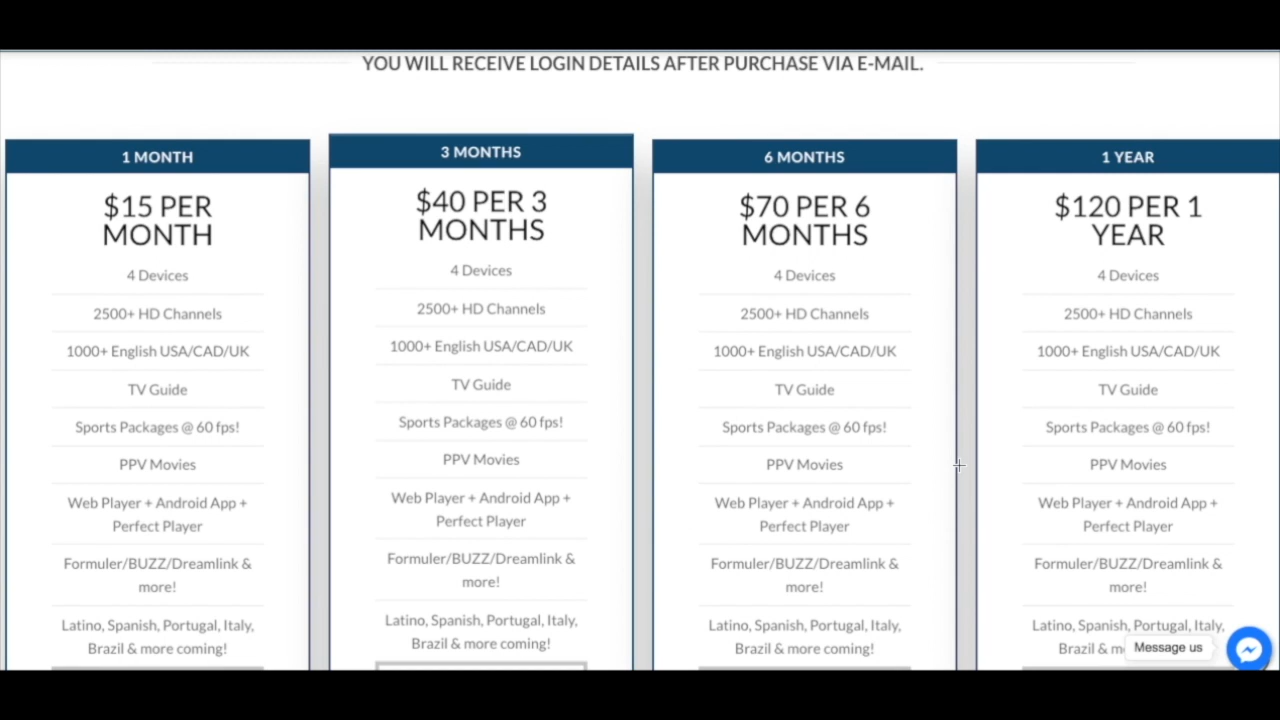 YOU WILL RECEIVE LOGIN DETAILS AFTER PURCHASE VIA E-MAIL.
1 MONTH
$15 PER
MONTH
4 Devices
2500+ HD Channels
1000+ English USA/CAD/UK
TV Guide
Sports Packages @ 60 fps!
PPV Movies
Web Player + Android App +
Perfect Player
Formuler/BUZZ/Dreamlink &
more!
Latino, Spanish, Portugal, Italy,
Brazil & more coming!
3 MONTHS
$40 PER 3
MONTHS
4 Devices
2500+ HD Channels
1000+ English USA/CAD/UK
TV Guide
Sports Packages @ 60 fps!
PPV Movies
Web Player + Android App +
Perfect Player
Formuler/BUZZ/Dreamlink &
more!
Latino, Spanish, Portugal, Italy,
Brazil & more coming!
6 MONTHS
$70 PER 6
MONTHS
4 Devices
2500+ HD Channels
1000+ English USA/CAD/UK
TV Guide
Sports Packages @ 60 fps!
PPV Movies
Web Player + Android App +
Perfect Player
Formuler/BUZZ/Dreamlink &
more!
Latino, Spanish, Portugal, Italy,
Brazil & more coming!
1 YEAR
$120 PER 1
YEAR
4 Devices
2500+ HD Channels
1000+ English USA/CAD/UK
TV Guide
Sports Packages @ 60 fps!
PPV Movies
Web Player + Android App +
Perfect Player
Formuler/BUZZ/Dreamlink &
more!
Latino, Spanish, Portugal, Italy,
Brazil &
Message us